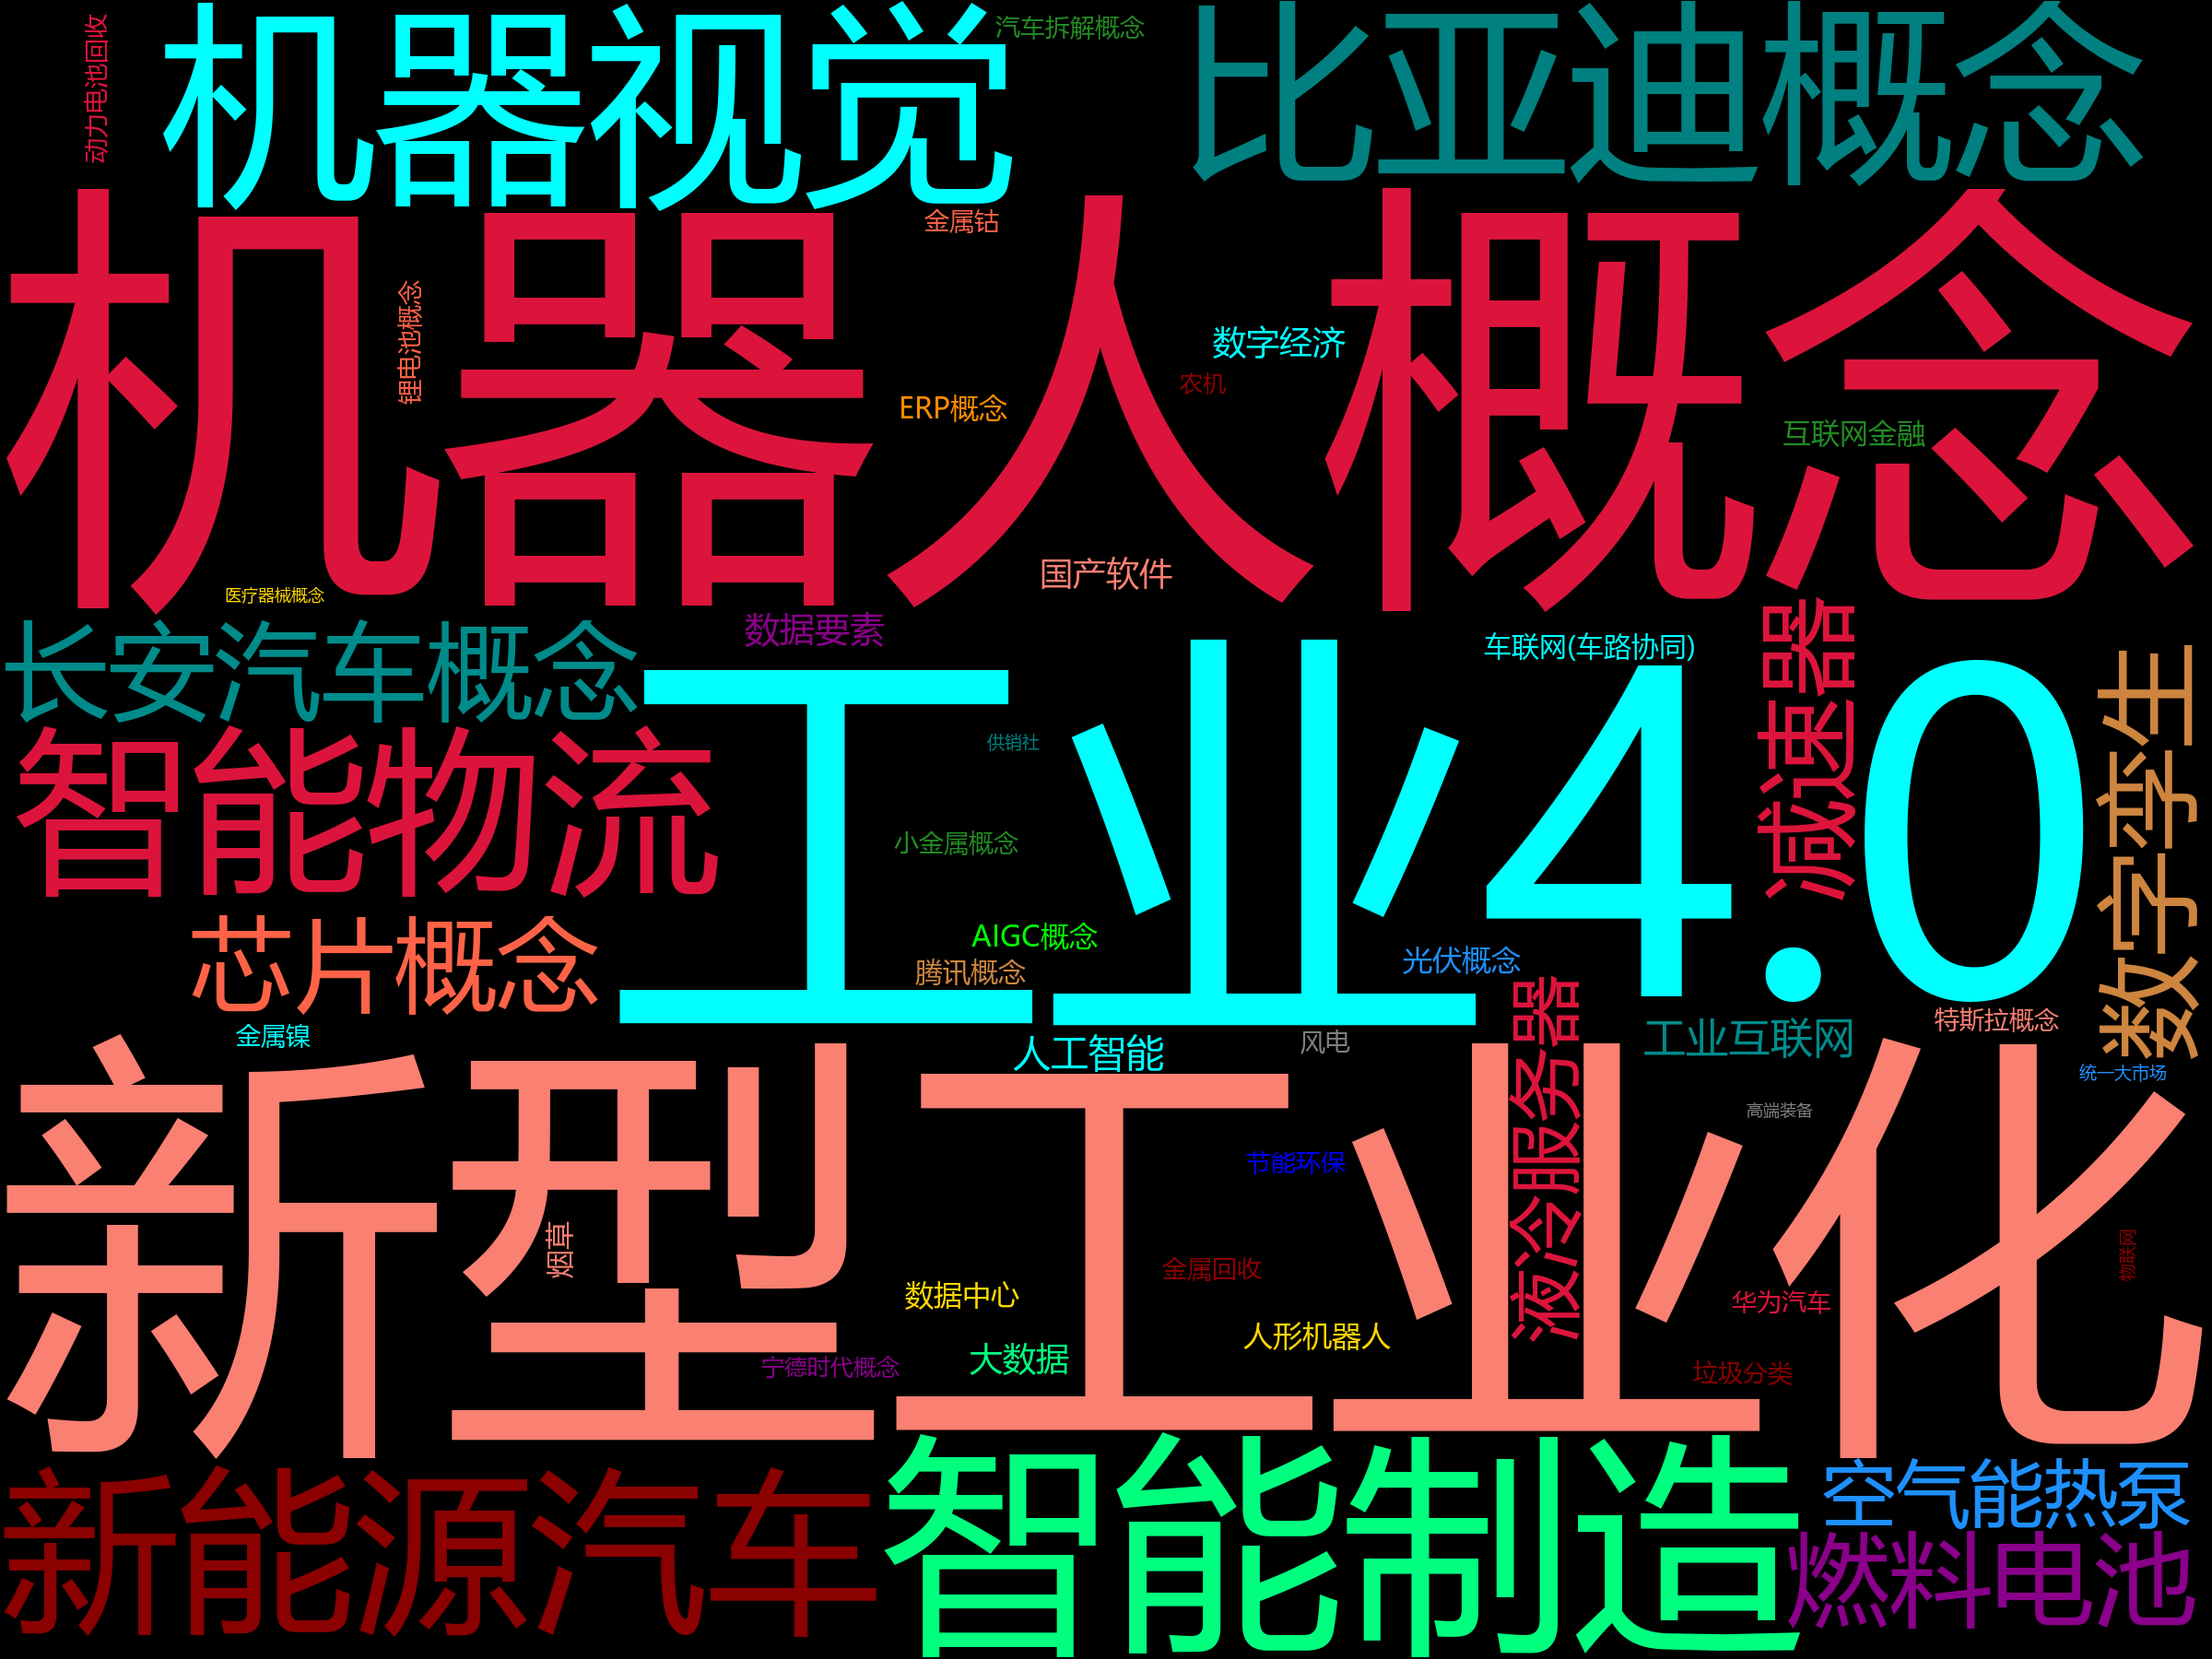 动力电池回收
机器视觉
汽车拆解概念
比亚迪概念
金属钴
机器人概念
锂电池概念
数字经济
农机
ERP概念
互联网金融
国产软件
医疗器械概念
数据要素
长安汽车概念
车联网(车路协同)
减速器
数字孪生
智能物流
工业4.0
供销社
小金属概念
芯片概念
AIGC概念
腾讯概念
光伏概念
金属镍
人工智能
风电
液冷服务器
工业互联网
特斯拉概念
统一大市场
高端装备
新型工业化
节能环保
烟草
金属回收
物联网
数据中心
华为汽车
人形机器人
大数据
宁德时代概念
垃圾分类
新能源汽车
智能制造
空气能热泵
燃料电池